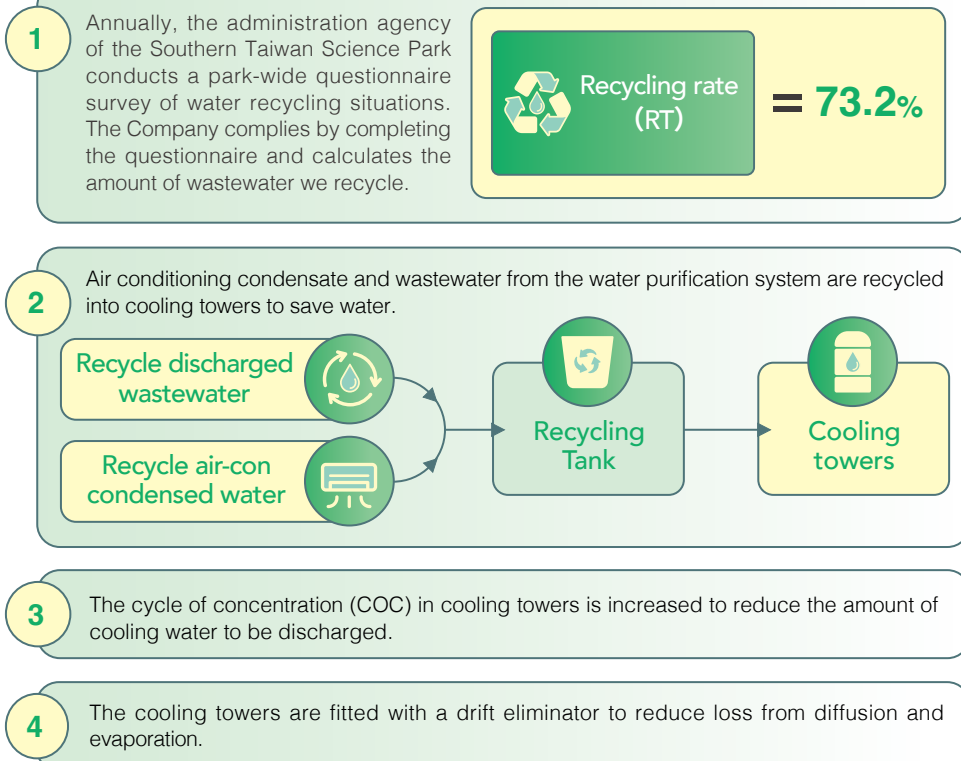 1
Annually, the administration agency
of the Southern Taiwan Science Park
conducts a park-wide questionnaire
survey of water recycling situations.
The Company complies by completing
the questionnaire and calculates the
amount of wastewater we recycle.
Recycling rate
(RT)
= 73.2%
2
Air conditioning condensate and wastewater from the water purification system are recycled
into cooling towers to save water.
Recycle discharged
wastewater
Recycle air-con
condensed water
Recycling
Tank
Cooling
towers
3
The cycle of concentration (COC) in cooling towers is increased to reduce the amount of
cooling water to be discharged.
4
The cooling towers are fitted with a drift eliminator to reduce loss from diffusion and
evaporation.